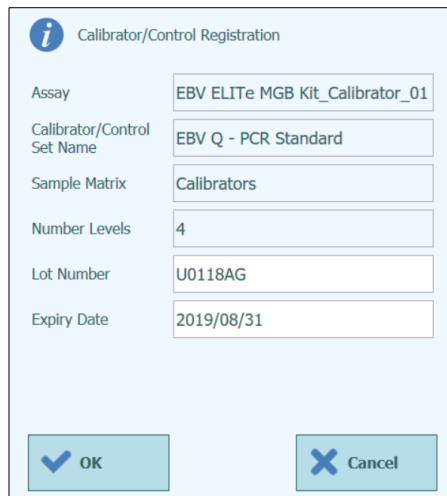 Calibrator/Control Registration
Assay EBV ELITe MGB Kit_Calibrator_01
Calibrator/Control
Set Name EBV Q - PCR Standard
Sample Matrix Calibrators
Number Levels 4
Lot Number U0118AG
Expiry Date 2019/08/31
OK Cancel